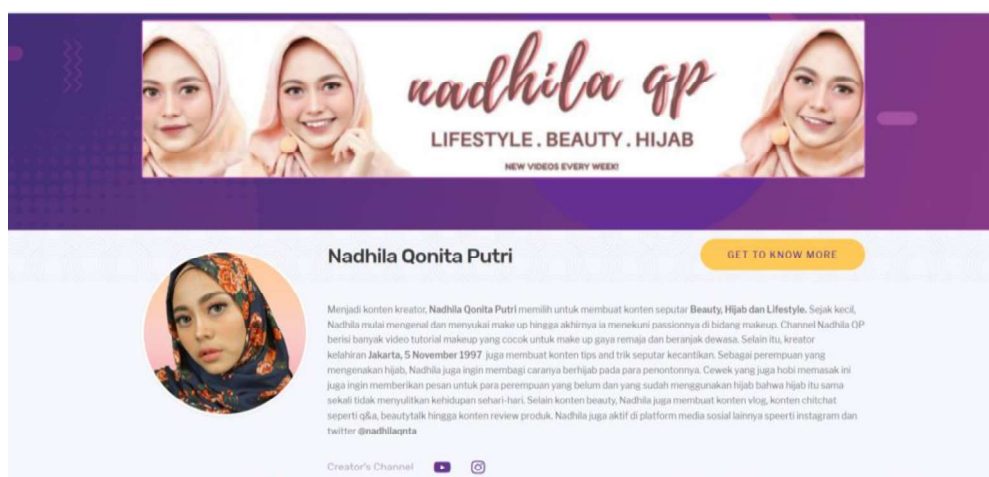 nadhila qp
LIFESTYLE . BEAUTY . HIJAB
NEW VIDEOS EVERY WEEK!
Nadhila Qonita Putri
GET TO KNOW MORE
Menjadi konten kreator, Nadhila Qonita Putri memilih untuk membuat konten seputar Beauty, Hijab dan Lifestyle. Sejak kecil,
Nadhila mulai mengenal dan menyukai make up hingga akhirnya ia menekuni passionnya di bidang makeup. Channel Nadhila QP
berisi banyak video tutorial makeup yang cocok untuk make up gaya remaja dan beranjak dewasa. Selain itu, kreator
kelahiran Jakarta, 5 November 1997 juga membuat konten tips and trik seputar kecantikan. Sebagai perempuan yang
mengenakan hijab, Nadhila juga ingin membagi caranya berhijab pada para penontonnya. Cewek yang juga hobi memasak ini
juga ingin memberikan pesan untuk para perempuan yang belum dan yang sudah menggunakan hijab bahwa hijab itu sama
sekali tidak menyulitkan kehidupan sehari-hari. Selain konten beauty, Nadhila juga membuat konten vlog, konten chitchat
seperti q&a, beautytalk hingga konten review produk. Nadhila juga aktif di platform media sosial lainnya speerti instagram dan
twitter @nadhilaqnta
Creator's Channel